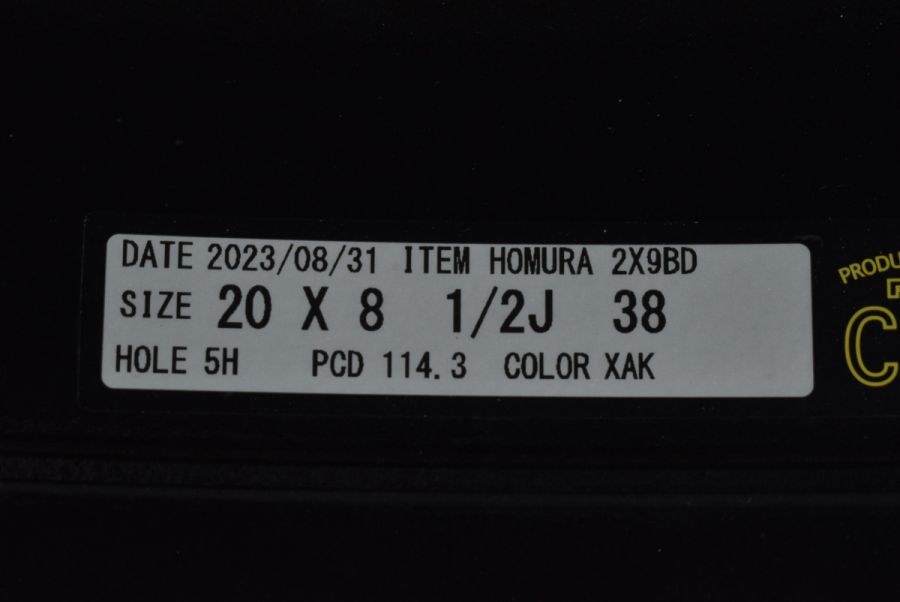 DATE 2023/08/31 ITEM HOMURA 2X9BD
SIZE 20 X 8 1/2J 38
HOLE 5H PCD 114.3 COLOR XAK